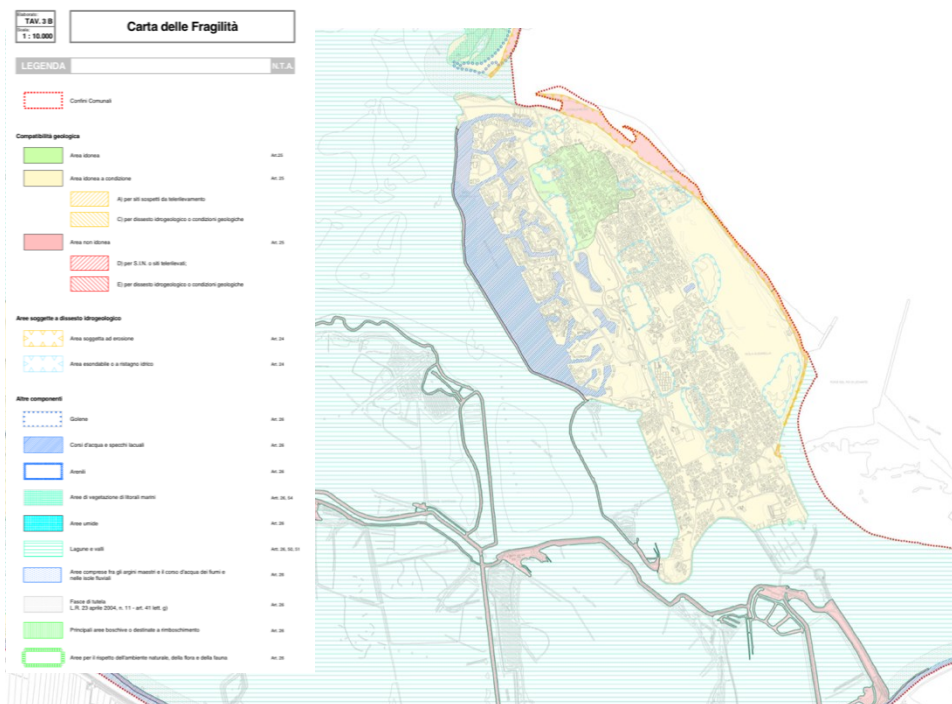 Elaborato:
TAV. 3 B
Scala:
1 : 10.000
Carta delle Fragilità
LEGENDA
N.T.A.
Confini Comunali
Compatibilità geologica
Area idonea
Art.25
Area idonea a condizione
Art. 25
A) per siti sospetti da telerilevamento
C) per dissesto idrogeologico o condizioni geologiche
Area non idonea
Art. 25
D) per S.I.N. o siti telerilevati.
E) per dissesto idrogeologico o condizioni geologiche
Aree soggette a dissesto idrogeologico
Area soggetta ad erosione
Art. 24
Area esondabile o a ristagno idrico
Art. 24
Altre componenti
Golene
Art. 26
Corsi d'acqua e specchi lacuali
Art. 26
Arenili
Art. 26
Aree di vegetazione di litorali marini
Artt. 26, 54
Aree umide
Art. 26
Lagune e valli
Artt. 26, 50, 51
Aree comprese fra gli argini maestri e il corso d'acqua dei fiumi e
nelle isole fluviali
Art. 26
Fasce di tutela
L.R. 23 aprile 2004, n. 11 - art. 41 lett. g)
Art. 26
Principali aree boschive o destinate a rimboschimento
Art. 26
Aree per il rispetto dell'ambiente naturale, della flora e della fauna
Art. 26